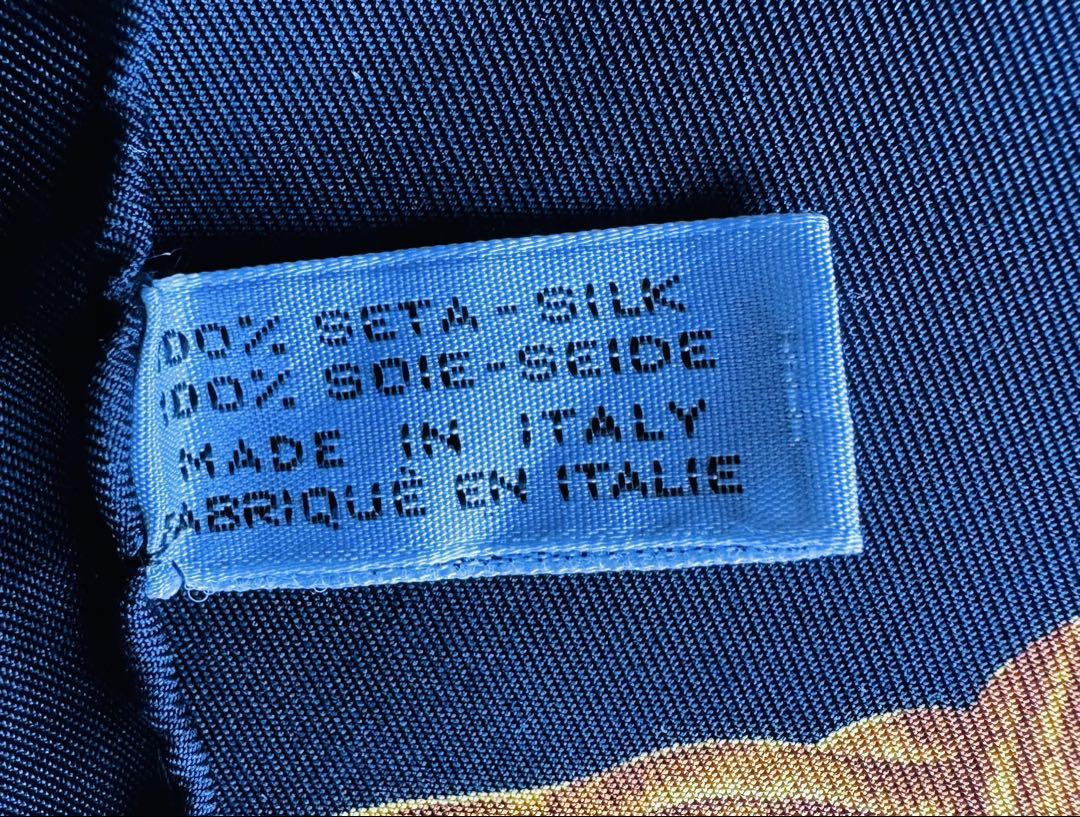 100% SETA-SILK
100% SOIE-SEIDE
MADE IN ITALY
FABRIQUÉ EN ITALIE